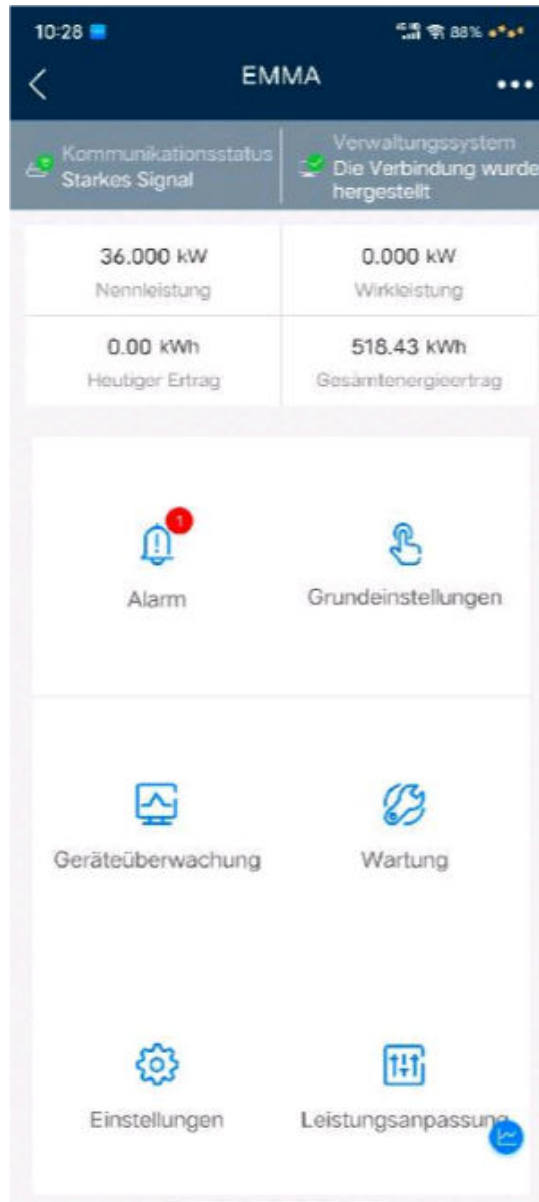 10:28
88%
EMMA
Kommunikationsstatus
Starkes Signal
Verwaltungssystem
Die Verbindung wurde
hergestellt
36.000 kW
Nennleistung
0.000 kW
Wirkleistung
0.00 kWh
Heutiger Ertrag
518.43 kWh
Gesamtenergieertrag
1
Alarm
Grundeinstellungen
Geräteüberwachung
Wartung
Einstellungen
Leistungsanpassung